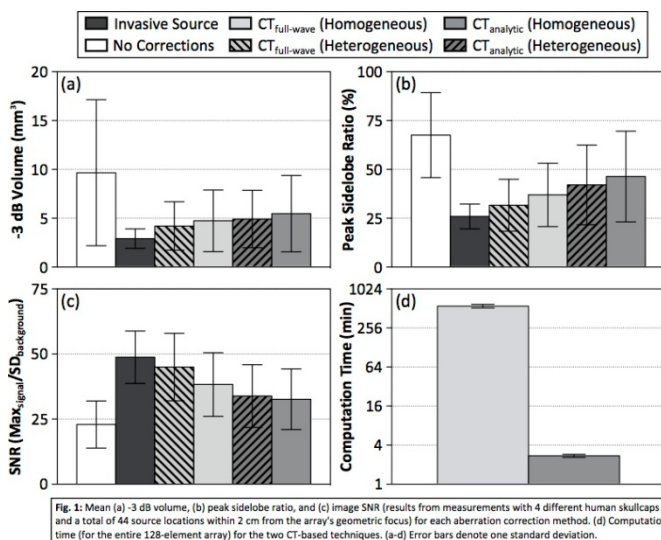 Invasive Source CTfull-wave (Homogeneous) CTanalytic (Homogeneous)
No Corrections CTfull-wave (Heterogeneous) CTanalytic (Heterogeneous)
(a)
-3 dB Volume (mm³)
20
15
10
5
0
(b)
Peak Sidelobe Ratio (%)
100
75
50
25
0
(c)
SNR (Maxsignal/SDbackground)
75
50
25
0
(d)
Computation Time (min)
1024
256
64
16
4
1
Fig. 1: Mean (a) -3 dB volume, (b) peak sidelobe ratio, and (c) image SNR (results from measurements with 4 different human skullcaps
and a total of 44 source locations within 2 cm from the array's geometric focus) for each aberration correction method. (d) Computatio
time (for the entire 128-element array) for the two CT-based techniques. (a-d) Error bars denote one standard deviation.